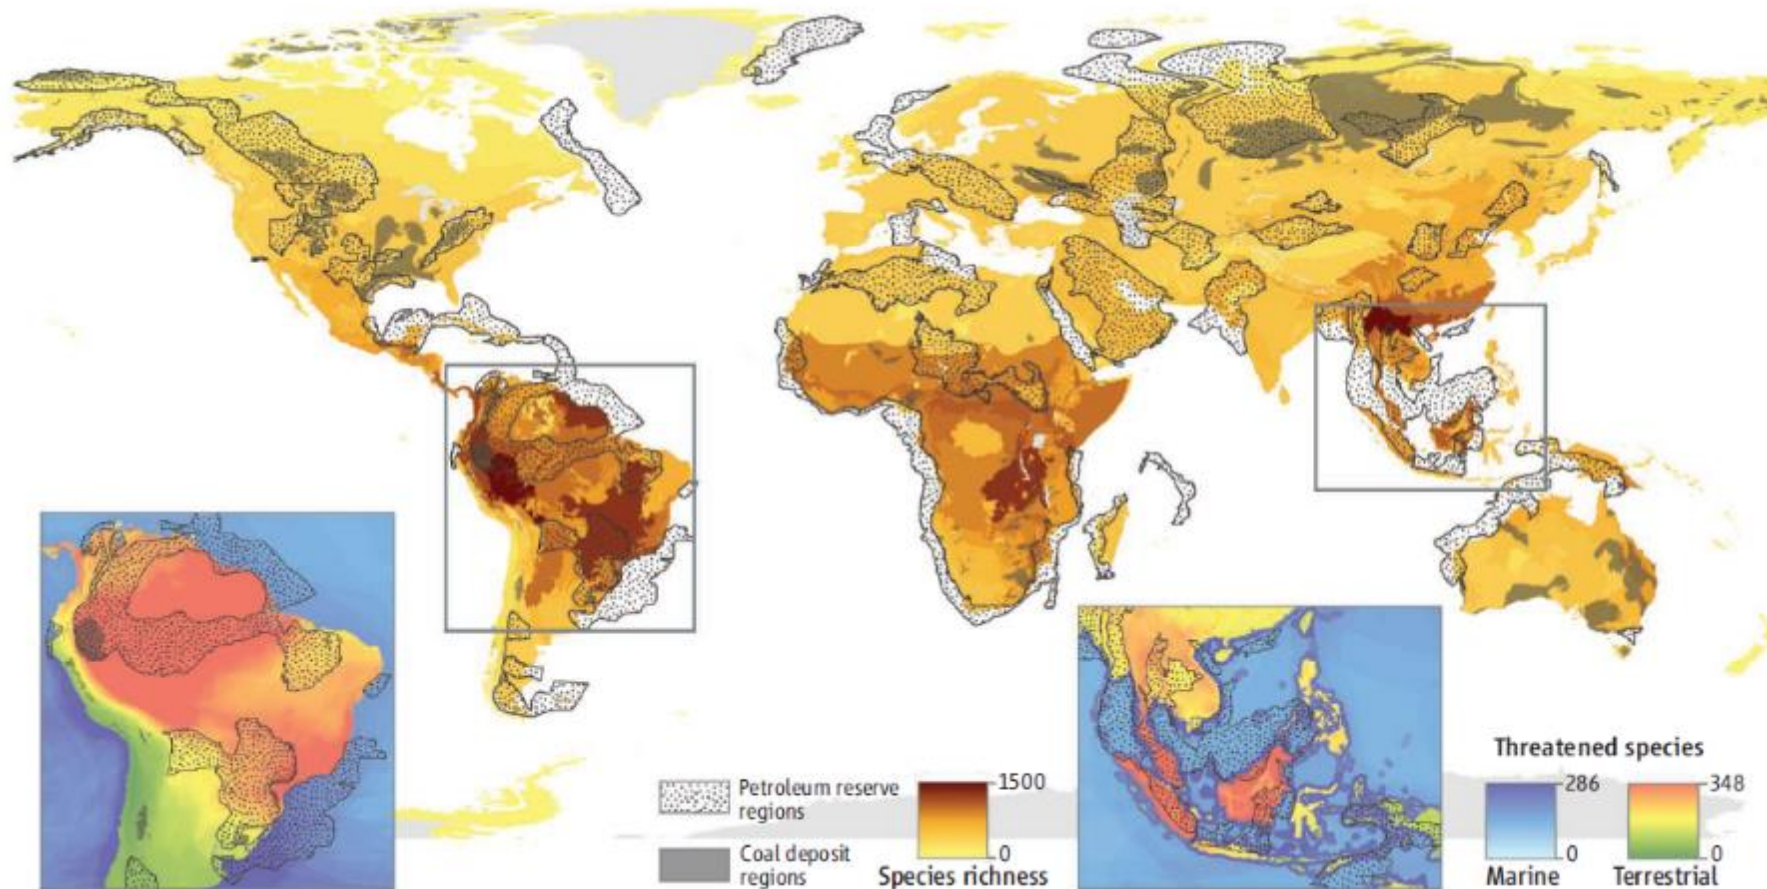 Petroleum reserve
regions
Coal deposit
regions
1500
0
Species richness
Threatened species
286
0
Marine
348
0
Terrestrial